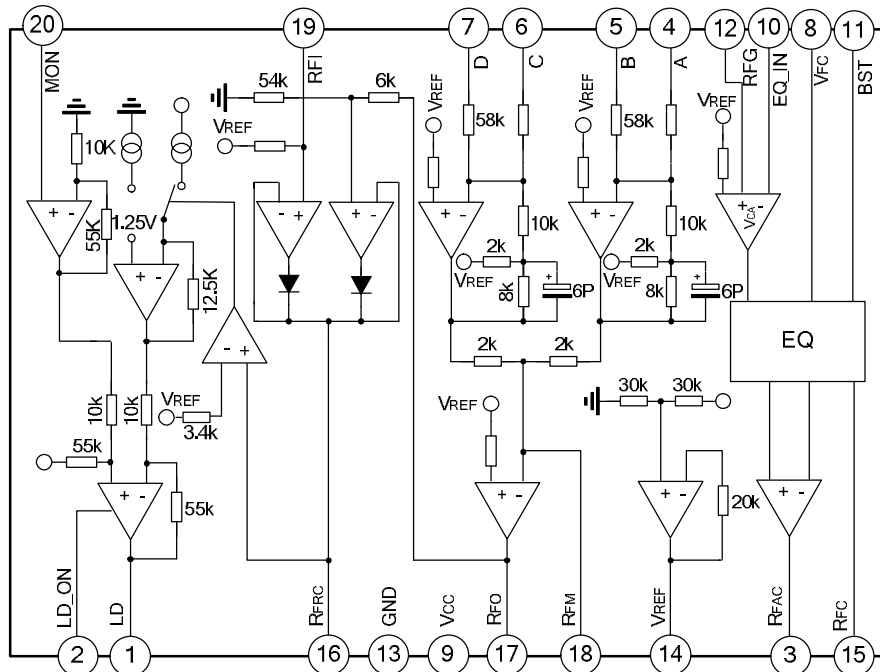 20
19
7
6
5
4
12
10
8
11
MON
RFI
D
C
B
A
RFG
EQ_IN
VFC
BST
54k
6k
VREF
VREF
VREF
VREF
10K
58k
58k
+ -
55K
1.25V
- +
+ -
+ -
+ -
+ -
VCA
10k
10k
2k
2k
VREF
VREF
+ -
12.5K
8k
+
6P
8k
+
6P
- +
2k
2k
EQ
VREF
3.4k
10k
10k
VREF
30k
30k
55k
+ -
55k
+ -
+ -
20k
+ -
LD_ON
LD
RFRC
GND
VCC
RFO
RFM
VREF
RFAC
RFC
2
1
16
13
9
17
18
14
3
15